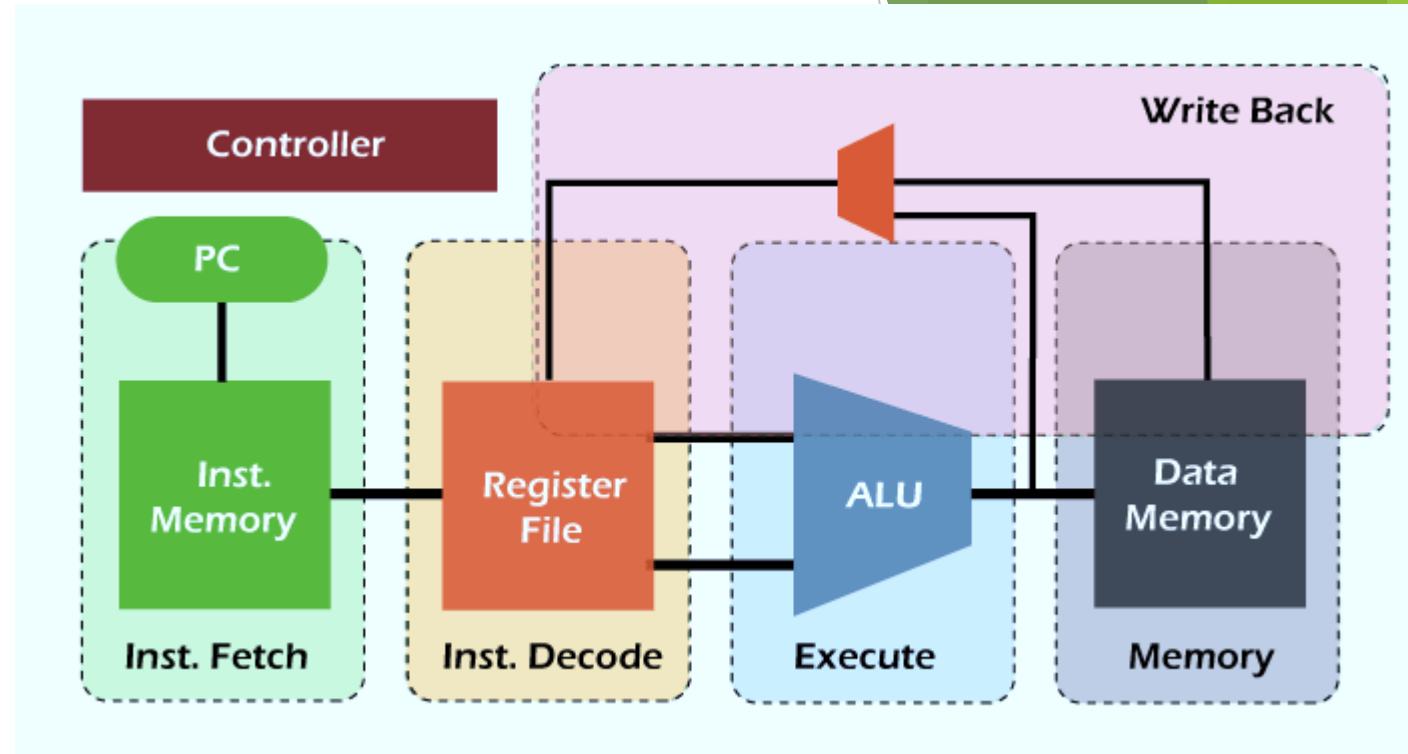 Write Back
Controller
PC
Inst.
Memory
Register
File
ALU
Data
Memory
Inst. Fetch
Inst. Decode
Execute
Memory